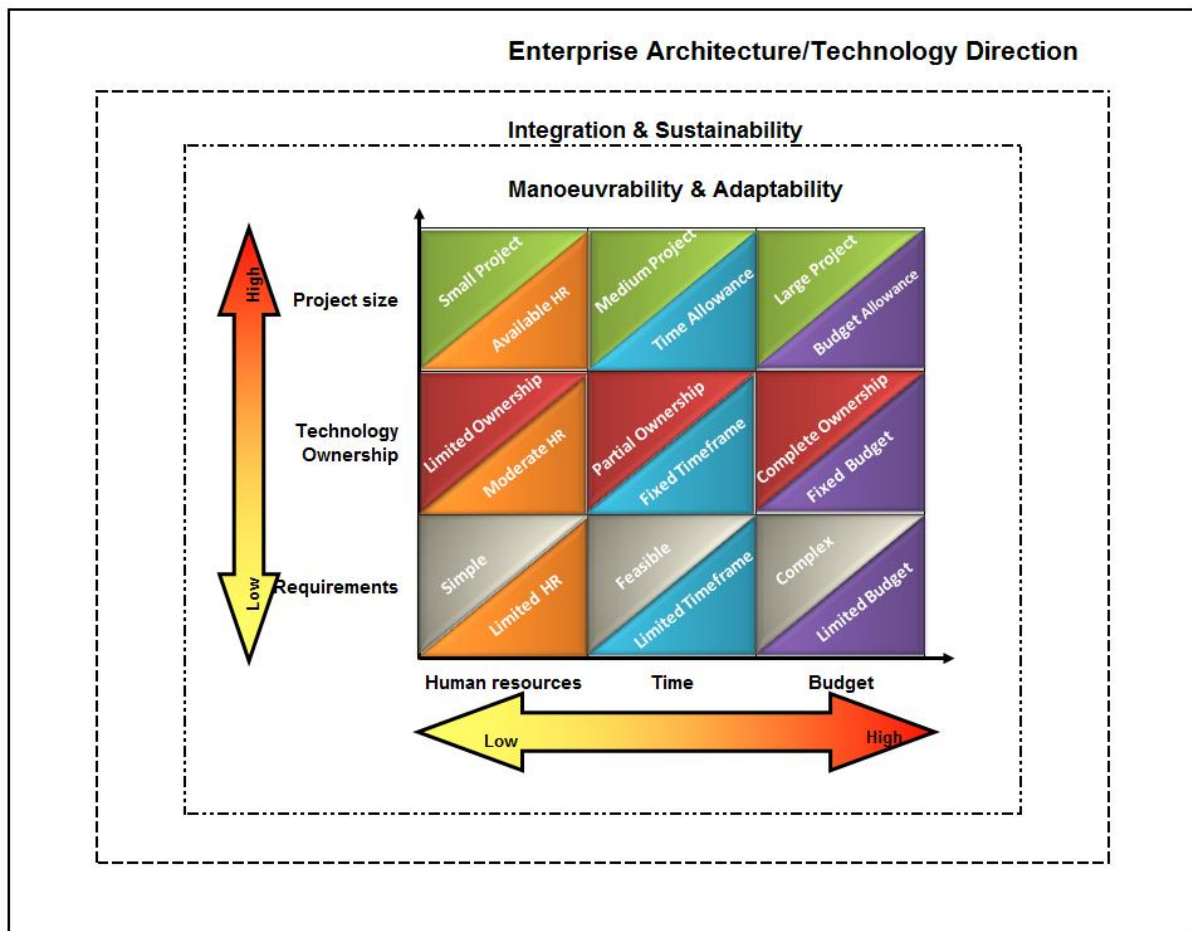 Enterprise Architecture/Technology Direction
Integration & Sustainability
Manoeuvrability & Adaptability
High
Low
Project size
Small Project
Available HR
Medium Project
Time Allowance
Large Project
Budget Allowance
Technology
Ownership
Limited Ownership
Moderate HR
Partial Ownership
Fixed Timeframe
Complete Ownership
Fixed Budget
Requirements
Simple
Limited HR
Feasible
Limited Timeframe
Complex
Limited Budget
Human resources
Time
Budget
Low
High